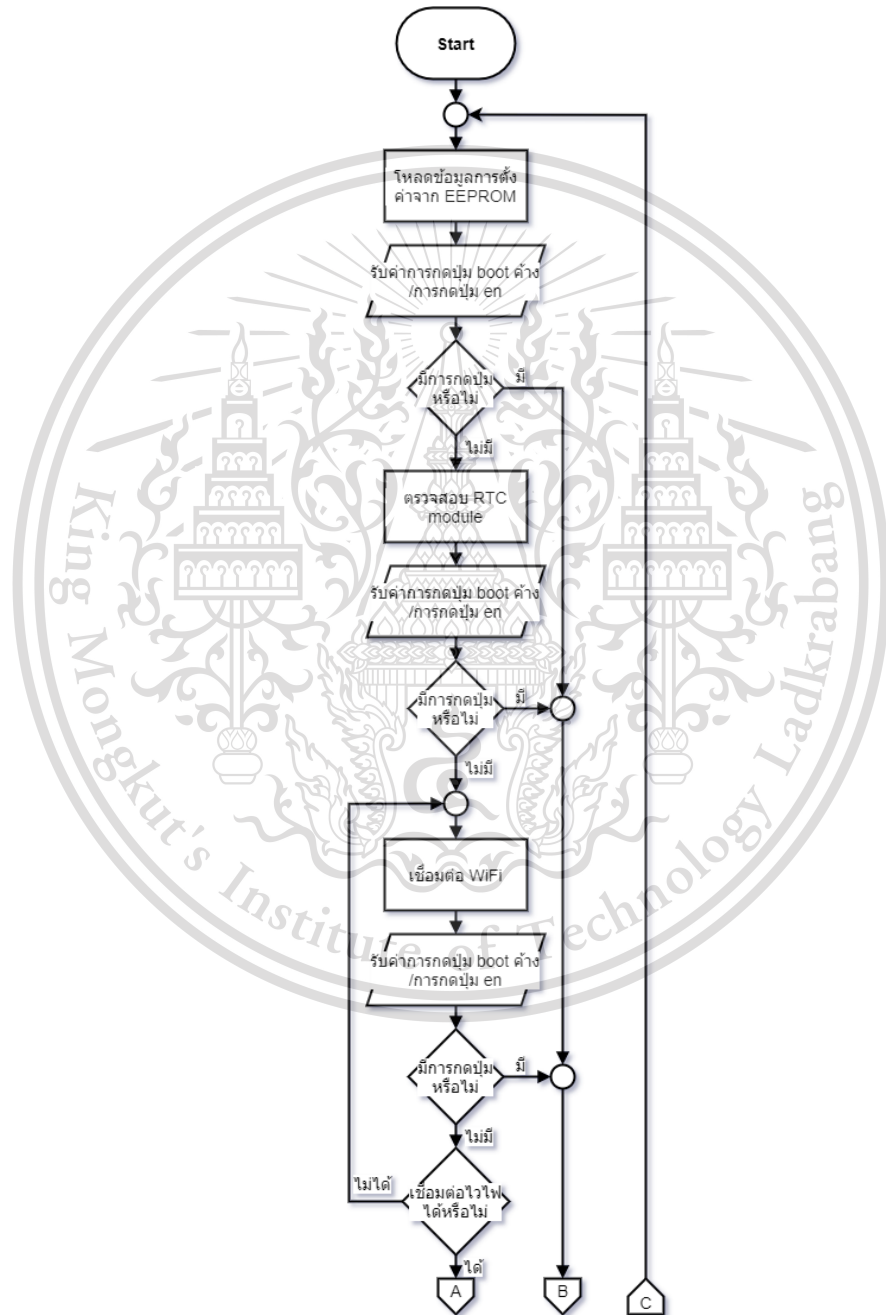 Start
โหลดข้อมูลการตั้ง
ค่าจาก EEPROM
รับค่าการกดปุ่ม boot ค้าง
/การกดปุ่ม en
มีการกดปุ่ม
หรือไม่
มี
ไม่มี
ตรวจสอบ RTC
module
รับค่าการกดปุ่ม boot ค้าง
/การกดปุ่ม en
มีการกดปุ่ม
หรือไม่
มี
ไม่มี
เชื่อมต่อ WiFi
รับค่าการกดปุ่ม boot ค้าง
/การกดปุ่ม en
มีการกดปุ่ม
หรือไม่
มี
ไม่มี
เชื่อมต่อไวไฟ
ได้หรือไม่
ไม่ได้
ได้
A
B
C
King Mongkut's Institute of Technology Ladkrabang